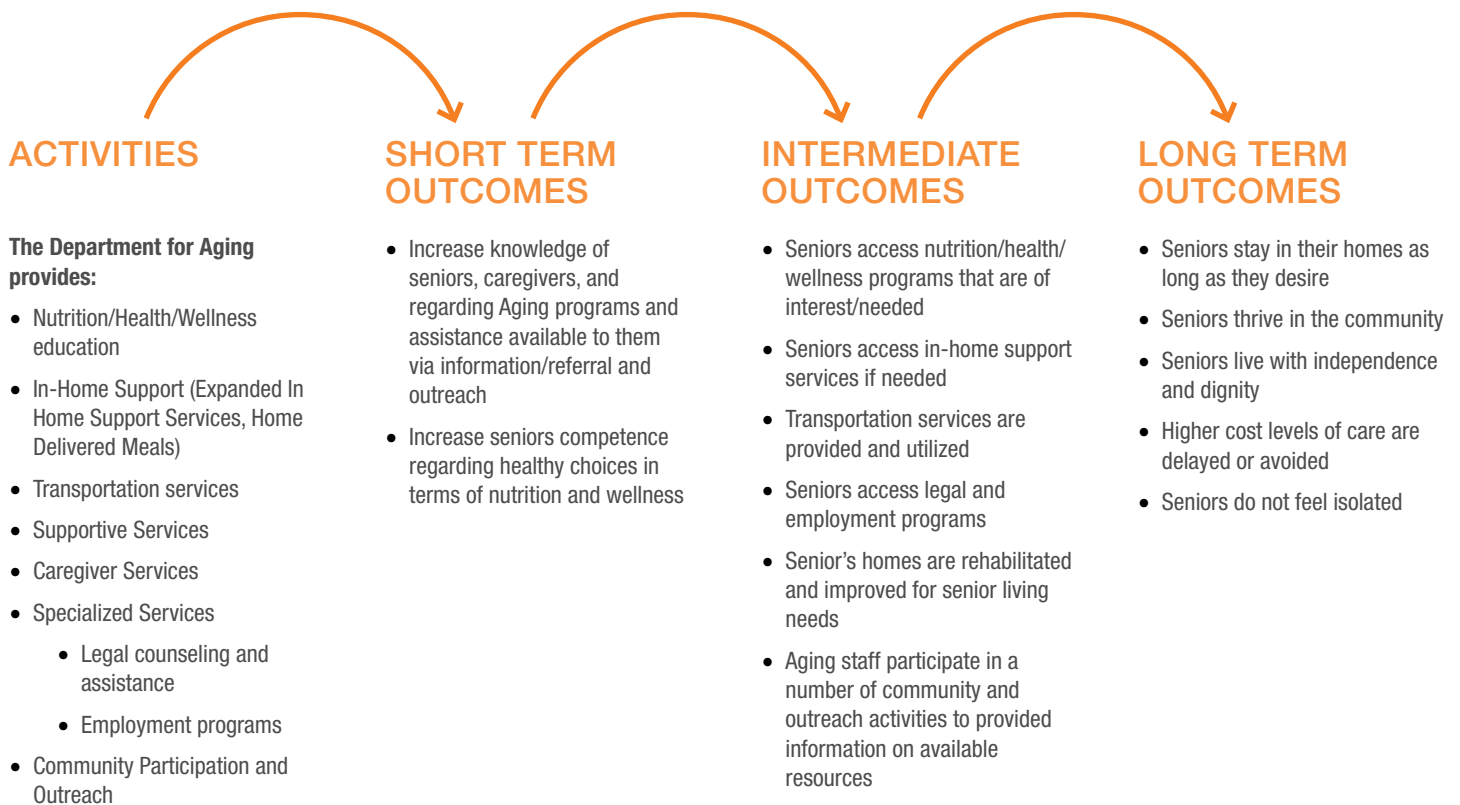 ACTIVITIES
The Department for Aging
provides:
• Nutrition/Health/Wellness
education
• In-Home Support (Expanded In
Home Support Services, Home
Delivered Meals)
• Transportation services
• Supportive Services
• Caregiver Services
• Specialized Services
• Legal counseling and
assistance
• Employment programs
• Community Participation and
Outreach
SHORT TERM
OUTCOMES
• Increase knowledge of
seniors, caregivers, and
regarding Aging programs and
assistance available to them
via information/referral and
outreach
• Increase seniors competence
regarding healthy choices in
terms of nutrition and wellness
INTERMEDIATE
OUTCOMES
• Seniors access nutrition/health/
wellness programs that are of
interest/needed
• Seniors access in-home support
services if needed
• Transportation services are
provided and utilized
• Seniors access legal and
employment programs
• Senior’s homes are rehabilitated
and improved for senior living
needs
• Aging staff participate in a
number of community and
outreach activities to provided
information on available
resources
LONG TERM
OUTCOMES
• Seniors stay in their homes as
long as they desire
• Seniors thrive in the community
• Seniors live with independence
and dignity
• Higher cost levels of care are
delayed or avoided
• Seniors do not feel isolated